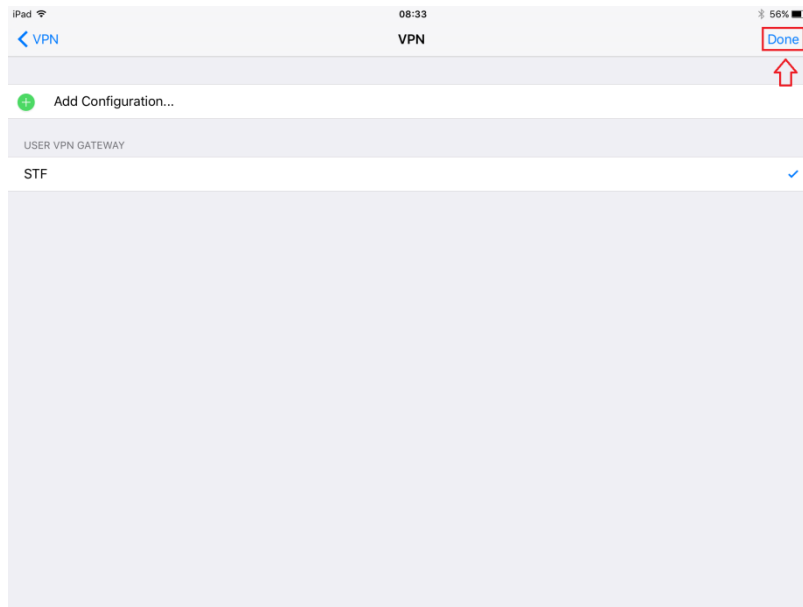 iPad 08:33 56%
VPN VPN Done
Add Configuration...
USER VPN GATEWAY
STF